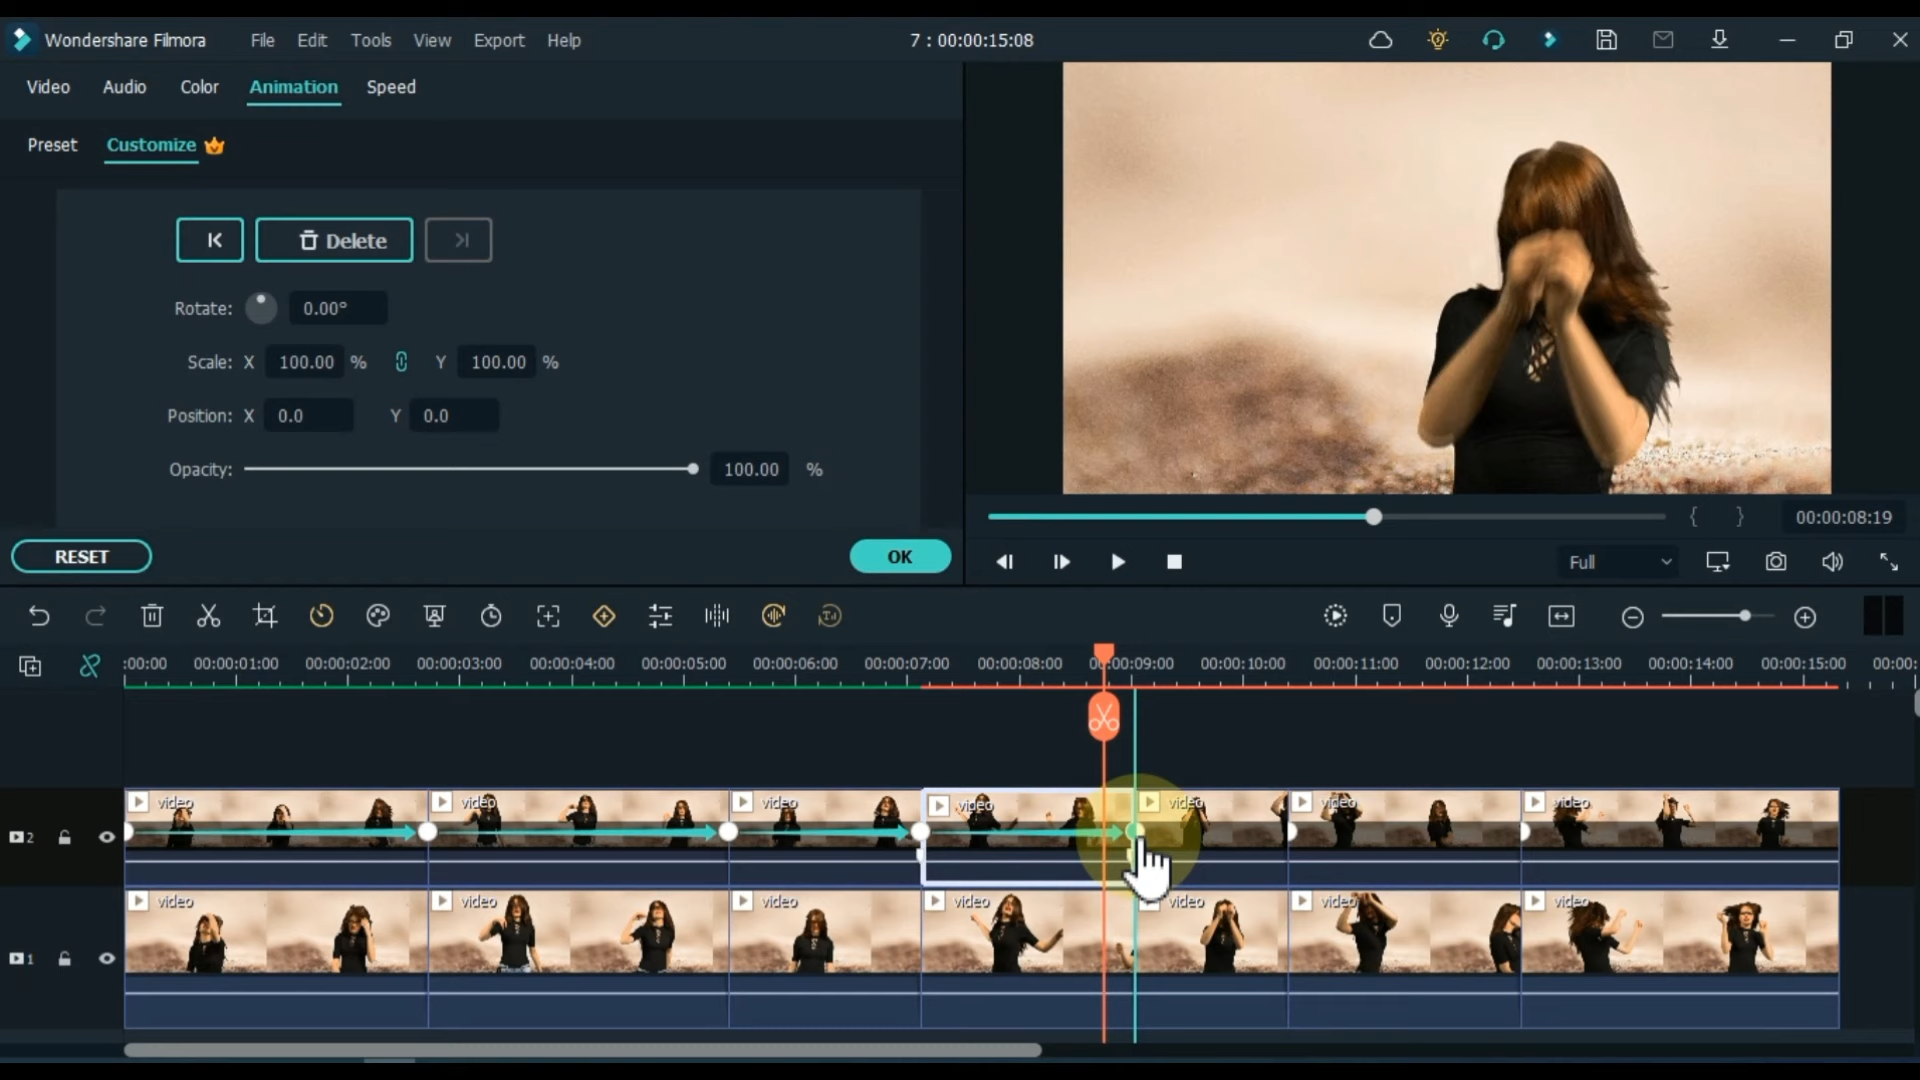 Wondershare Filmora File Edit Tools View Export Help 7 : 00:00:15:08
Video Audio Color Animation Speed
Preset Customize
Delete
Rotate: 0.00°
Scale: X 100.00 % Y 100.00 %
Position: X 0.0 Y 0.0
Opacity: 100.00 %
RESET OK
{ } 00:00:08:19
Full
:00:00 00:00:01:00 00:00:02:00 00:00:03:00 00:00:04:00 00:00:05:00 00:00:06:00 00:00:07:00 00:00:08:00 00:00:09:00 00:00:10:00 00:00:11:00 00:00:12:00 00:00:13:00 00:00:14:00 00:00:15:00 00:00:
2 video video video video video video video
1 video video video video video video video